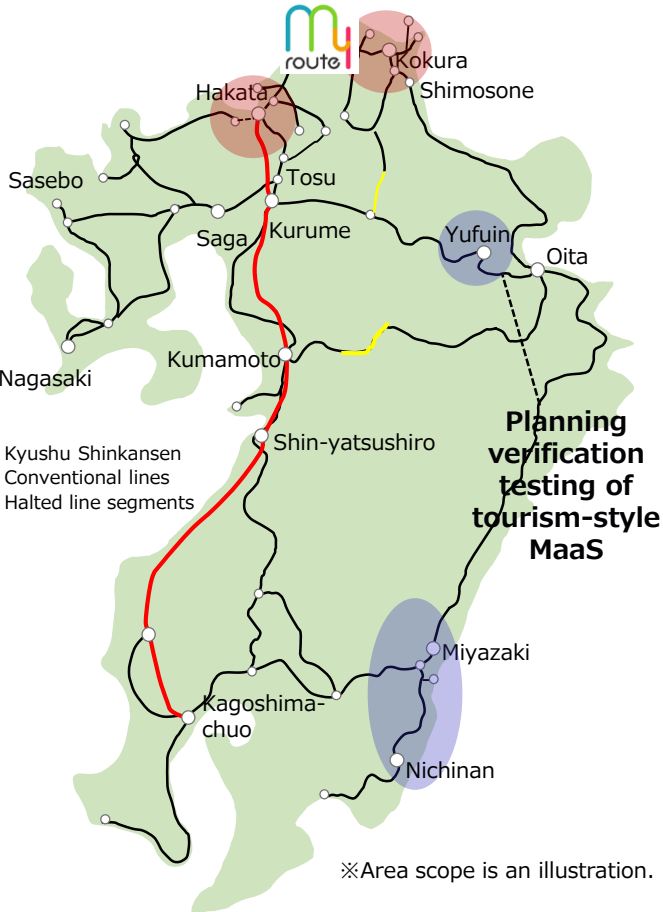 my
route
Kokura
Shimosone
Hakata
Sasebo
Tosu
Saga
Kurume
Yufuin
Oita
Kumamoto
Nagasaki
Planning
verification
testing of
tourism-style
MaaS
Shin-yatsushiro
Kyushu Shinkansen
Conventional lines
Halted line segments
Miyazaki
Kagoshima-
chuo
Nichinan
※Area scope is an illustration.